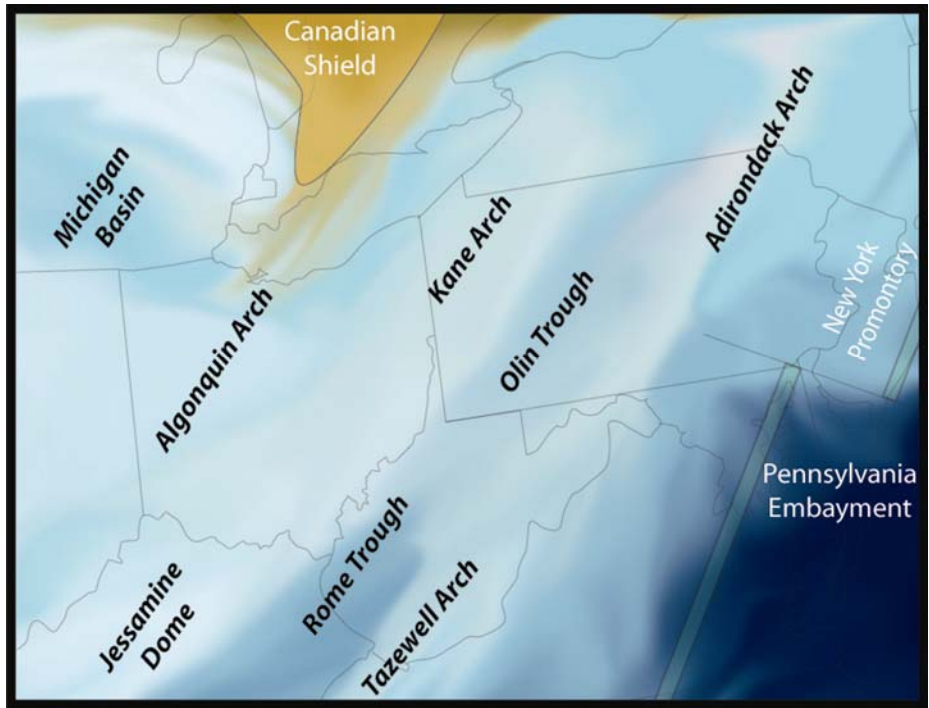 Canadian
Shield
Michigan
Basin
Adirondack Arch
Kane Arch
New York
Promontory
Algonquin Arch
Olin Trough
Pennsylvania
Embayment
Rome Trough
Jessamine
Dome
Tazewell Arch